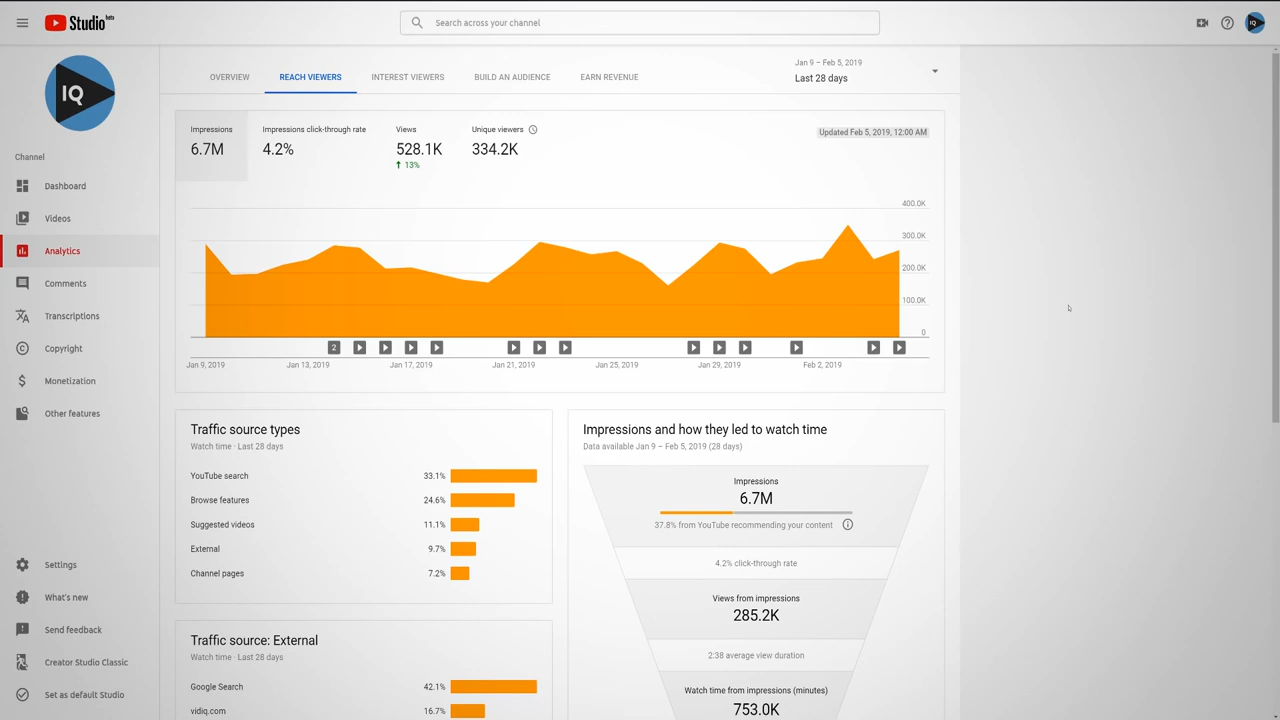 Studio beta
Search across your channel
IQ
IQ
Channel
Dashboard
Videos
Analytics
Comments
Transcriptions
Copyright
Monetization
Other features
Settings
What's new
Send feedback
Creator Studio Classic
Set as default Studio
OVERVIEW REACH VIEWERS INTEREST VIEWERS BUILD AN AUDIENCE EARN REVENUE
Jan 9 – Feb 5, 2019
Last 28 days
Impressions Impressions click-through rate Views Unique viewers
6.7M 4.2% 528.1K 334.2K
13%
Updated Feb 5, 2019, 12:00 AM
400.0K
300.0K
200.0K
100.0K
0
2
Jan 9, 2019 Jan 13, 2019 Jan 17, 2019 Jan 21, 2019 Jan 25, 2019 Jan 29, 2019 Feb 2, 2019
Traffic source types
Watch time · Last 28 days
YouTube search 33.1%
Browse features 24.6%
Suggested videos 11.1%
External 9.7%
Channel pages 7.2%
Traffic source: External
Watch time · Last 28 days
Google Search 42.1%
vidiq.com 16.7%
Impressions and how they led to watch time
Data available Jan 9 – Feb 5, 2019 (28 days)
Impressions
6.7M
37.8% from YouTube recommending your content
4.2% click-through rate
Views from impressions
285.2K
2:38 average view duration
Watch time from impressions (minutes)
753.0K